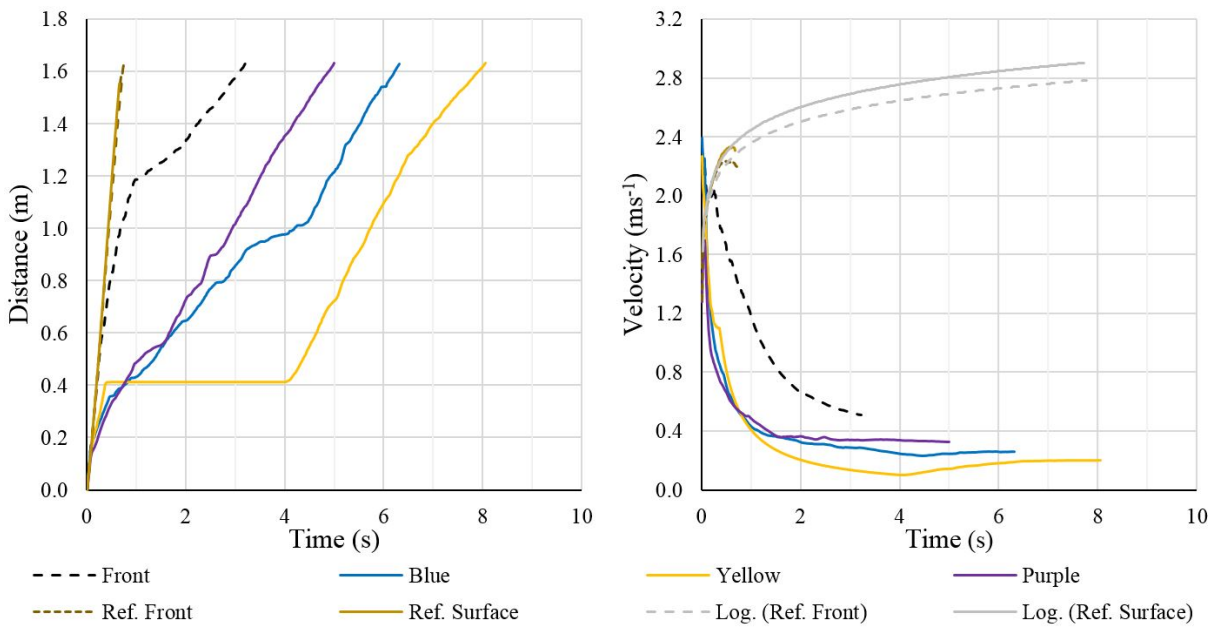 1.8
1.6
1.4
1.2
1.0
0.8
0.6
0.4
0.2
0.0
Distance (m)
0 2 4 6 8 10
Time (s)
3.2
2.8
2.4
2.0
1.6
1.2
0.8
0.4
0.0
Velocity (ms⁻¹)
0 2 4 6 8 10
Time (s)
Front Blue Yellow Purple
Ref. Front Ref. Surface Log. (Ref. Front) Log. (Ref. Surface)